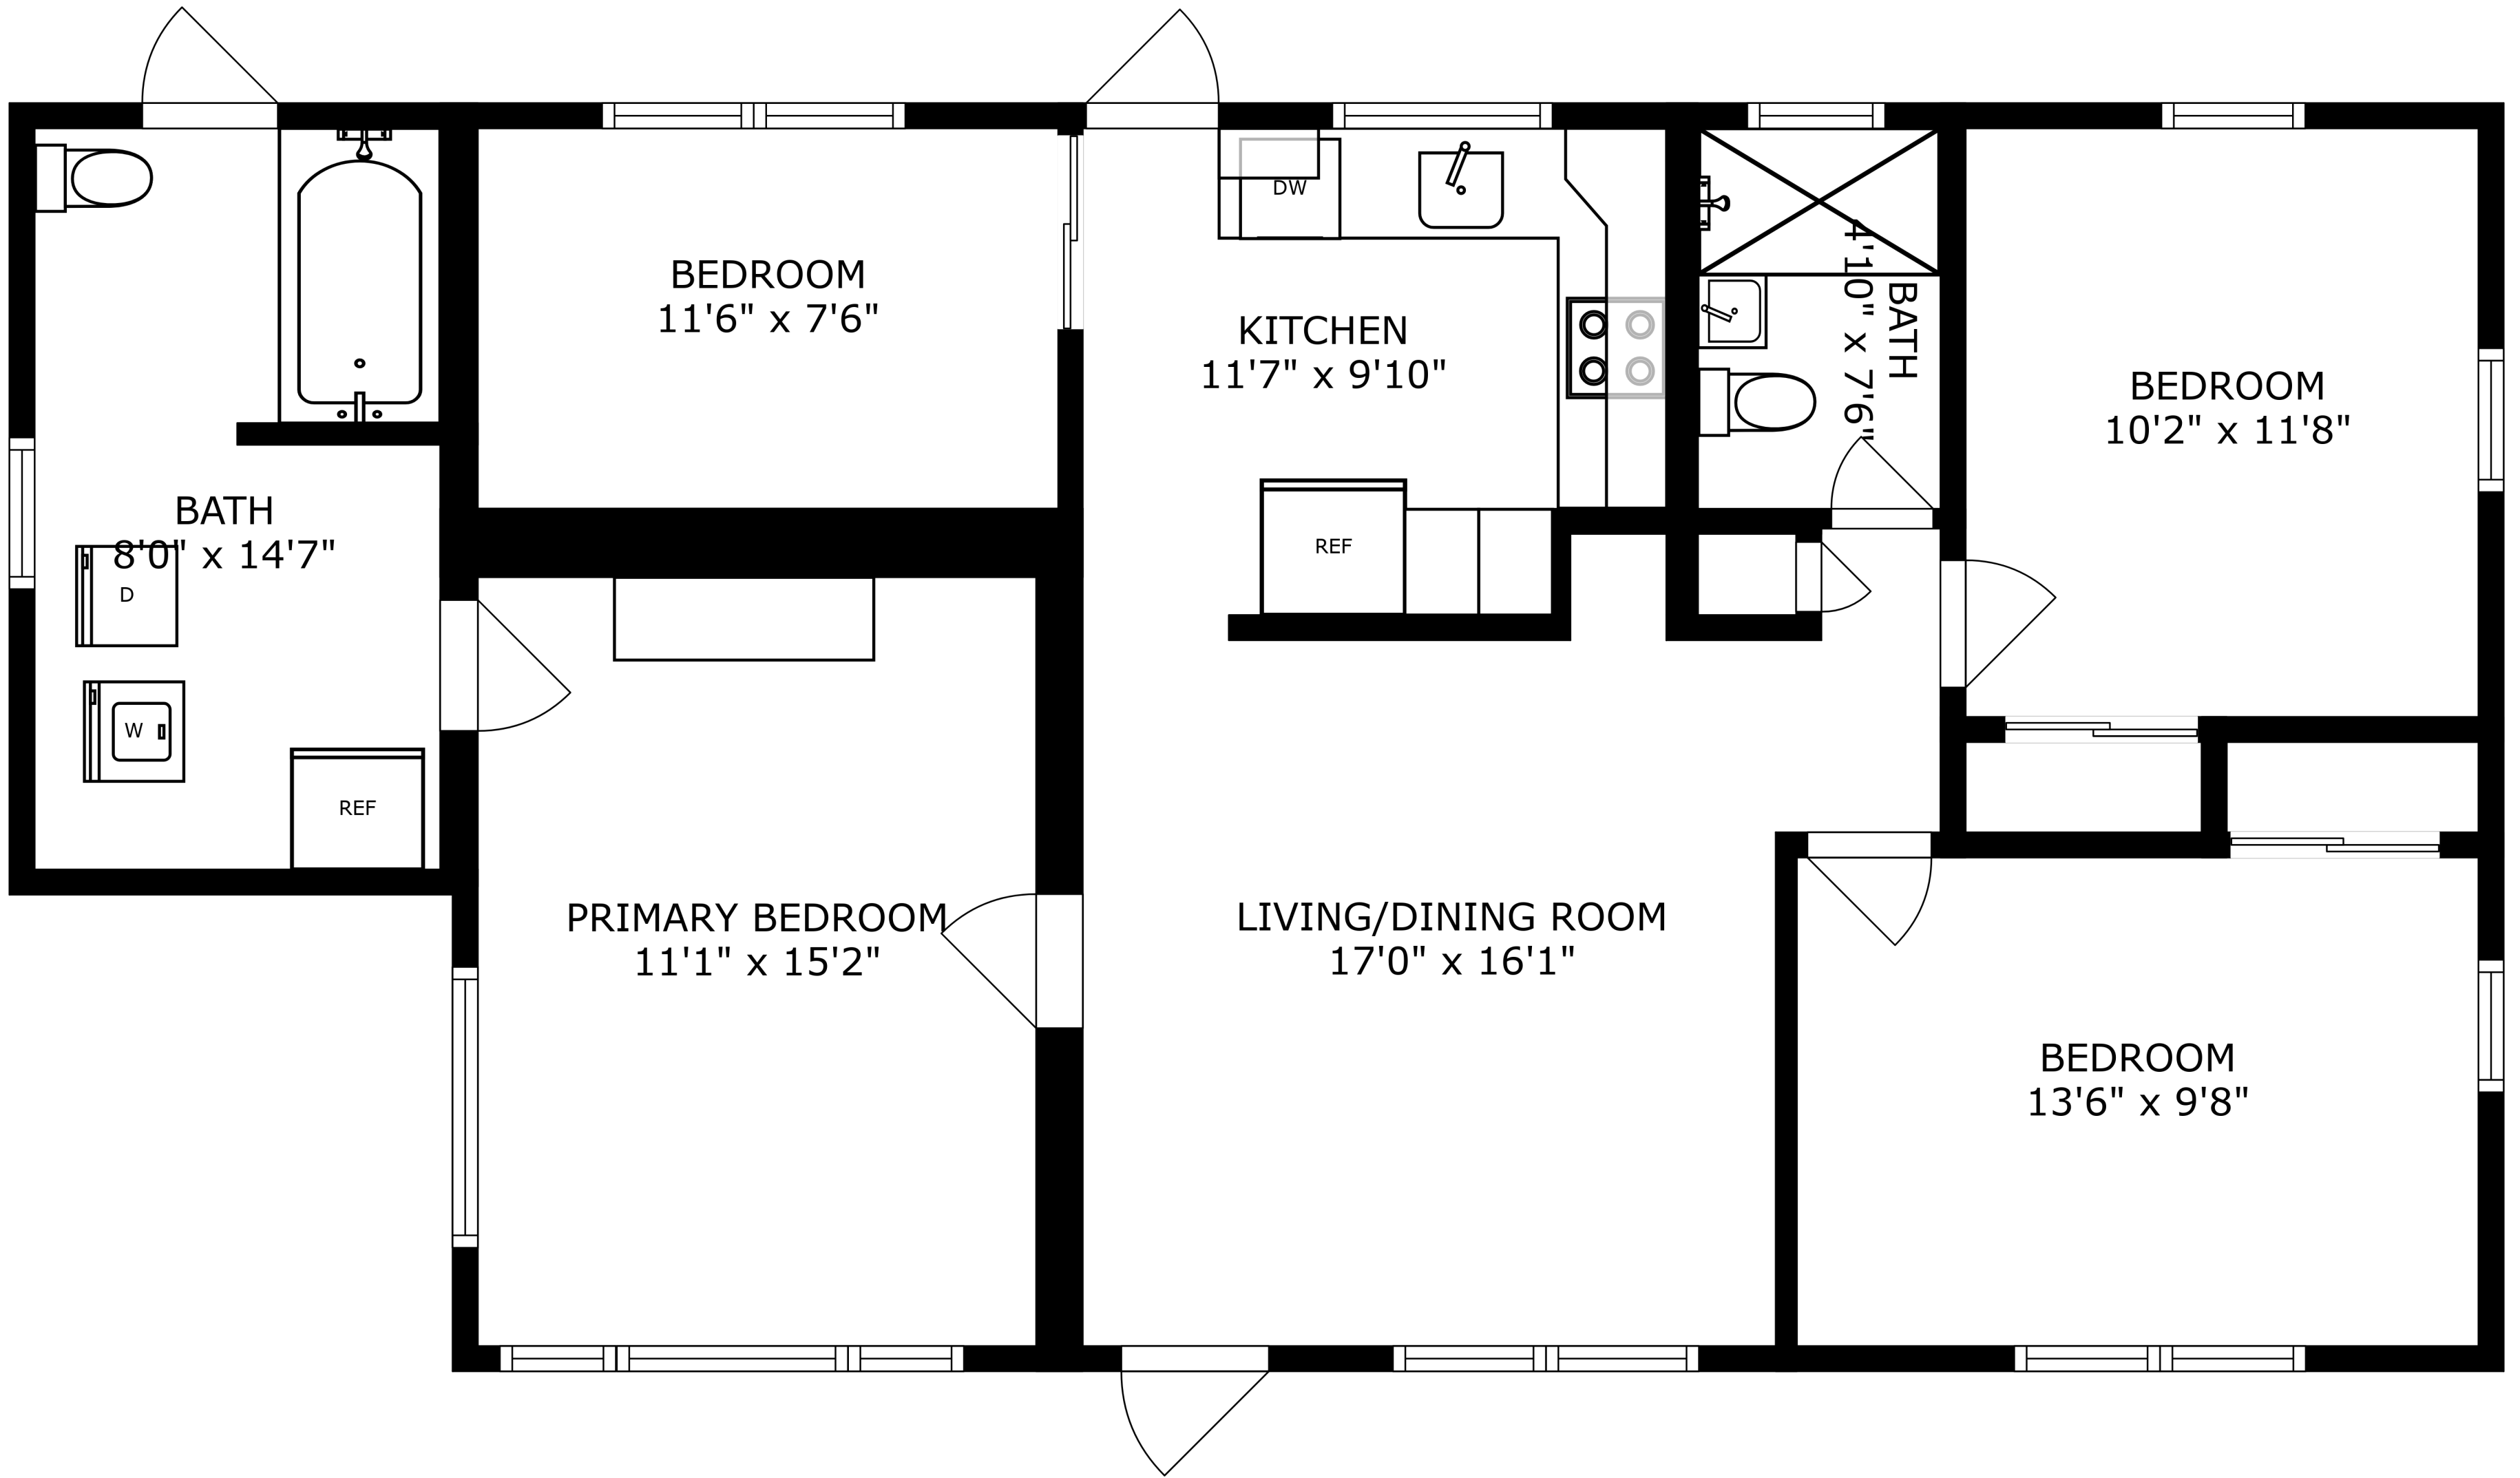 DW
BEDROOM
11'6" x 7'6"
KITCHEN
11'7" x 9'10"
BATH
4'10" x 7'6"
BEDROOM
10'2" x 11'8"
BATH
8'0" x 14'7"
D
REF
W
REF
PRIMARY BEDROOM
11'1" x 15'2"
LIVING/DINING ROOM
17'0" x 16'1"
BEDROOM
13'6" x 9'8"